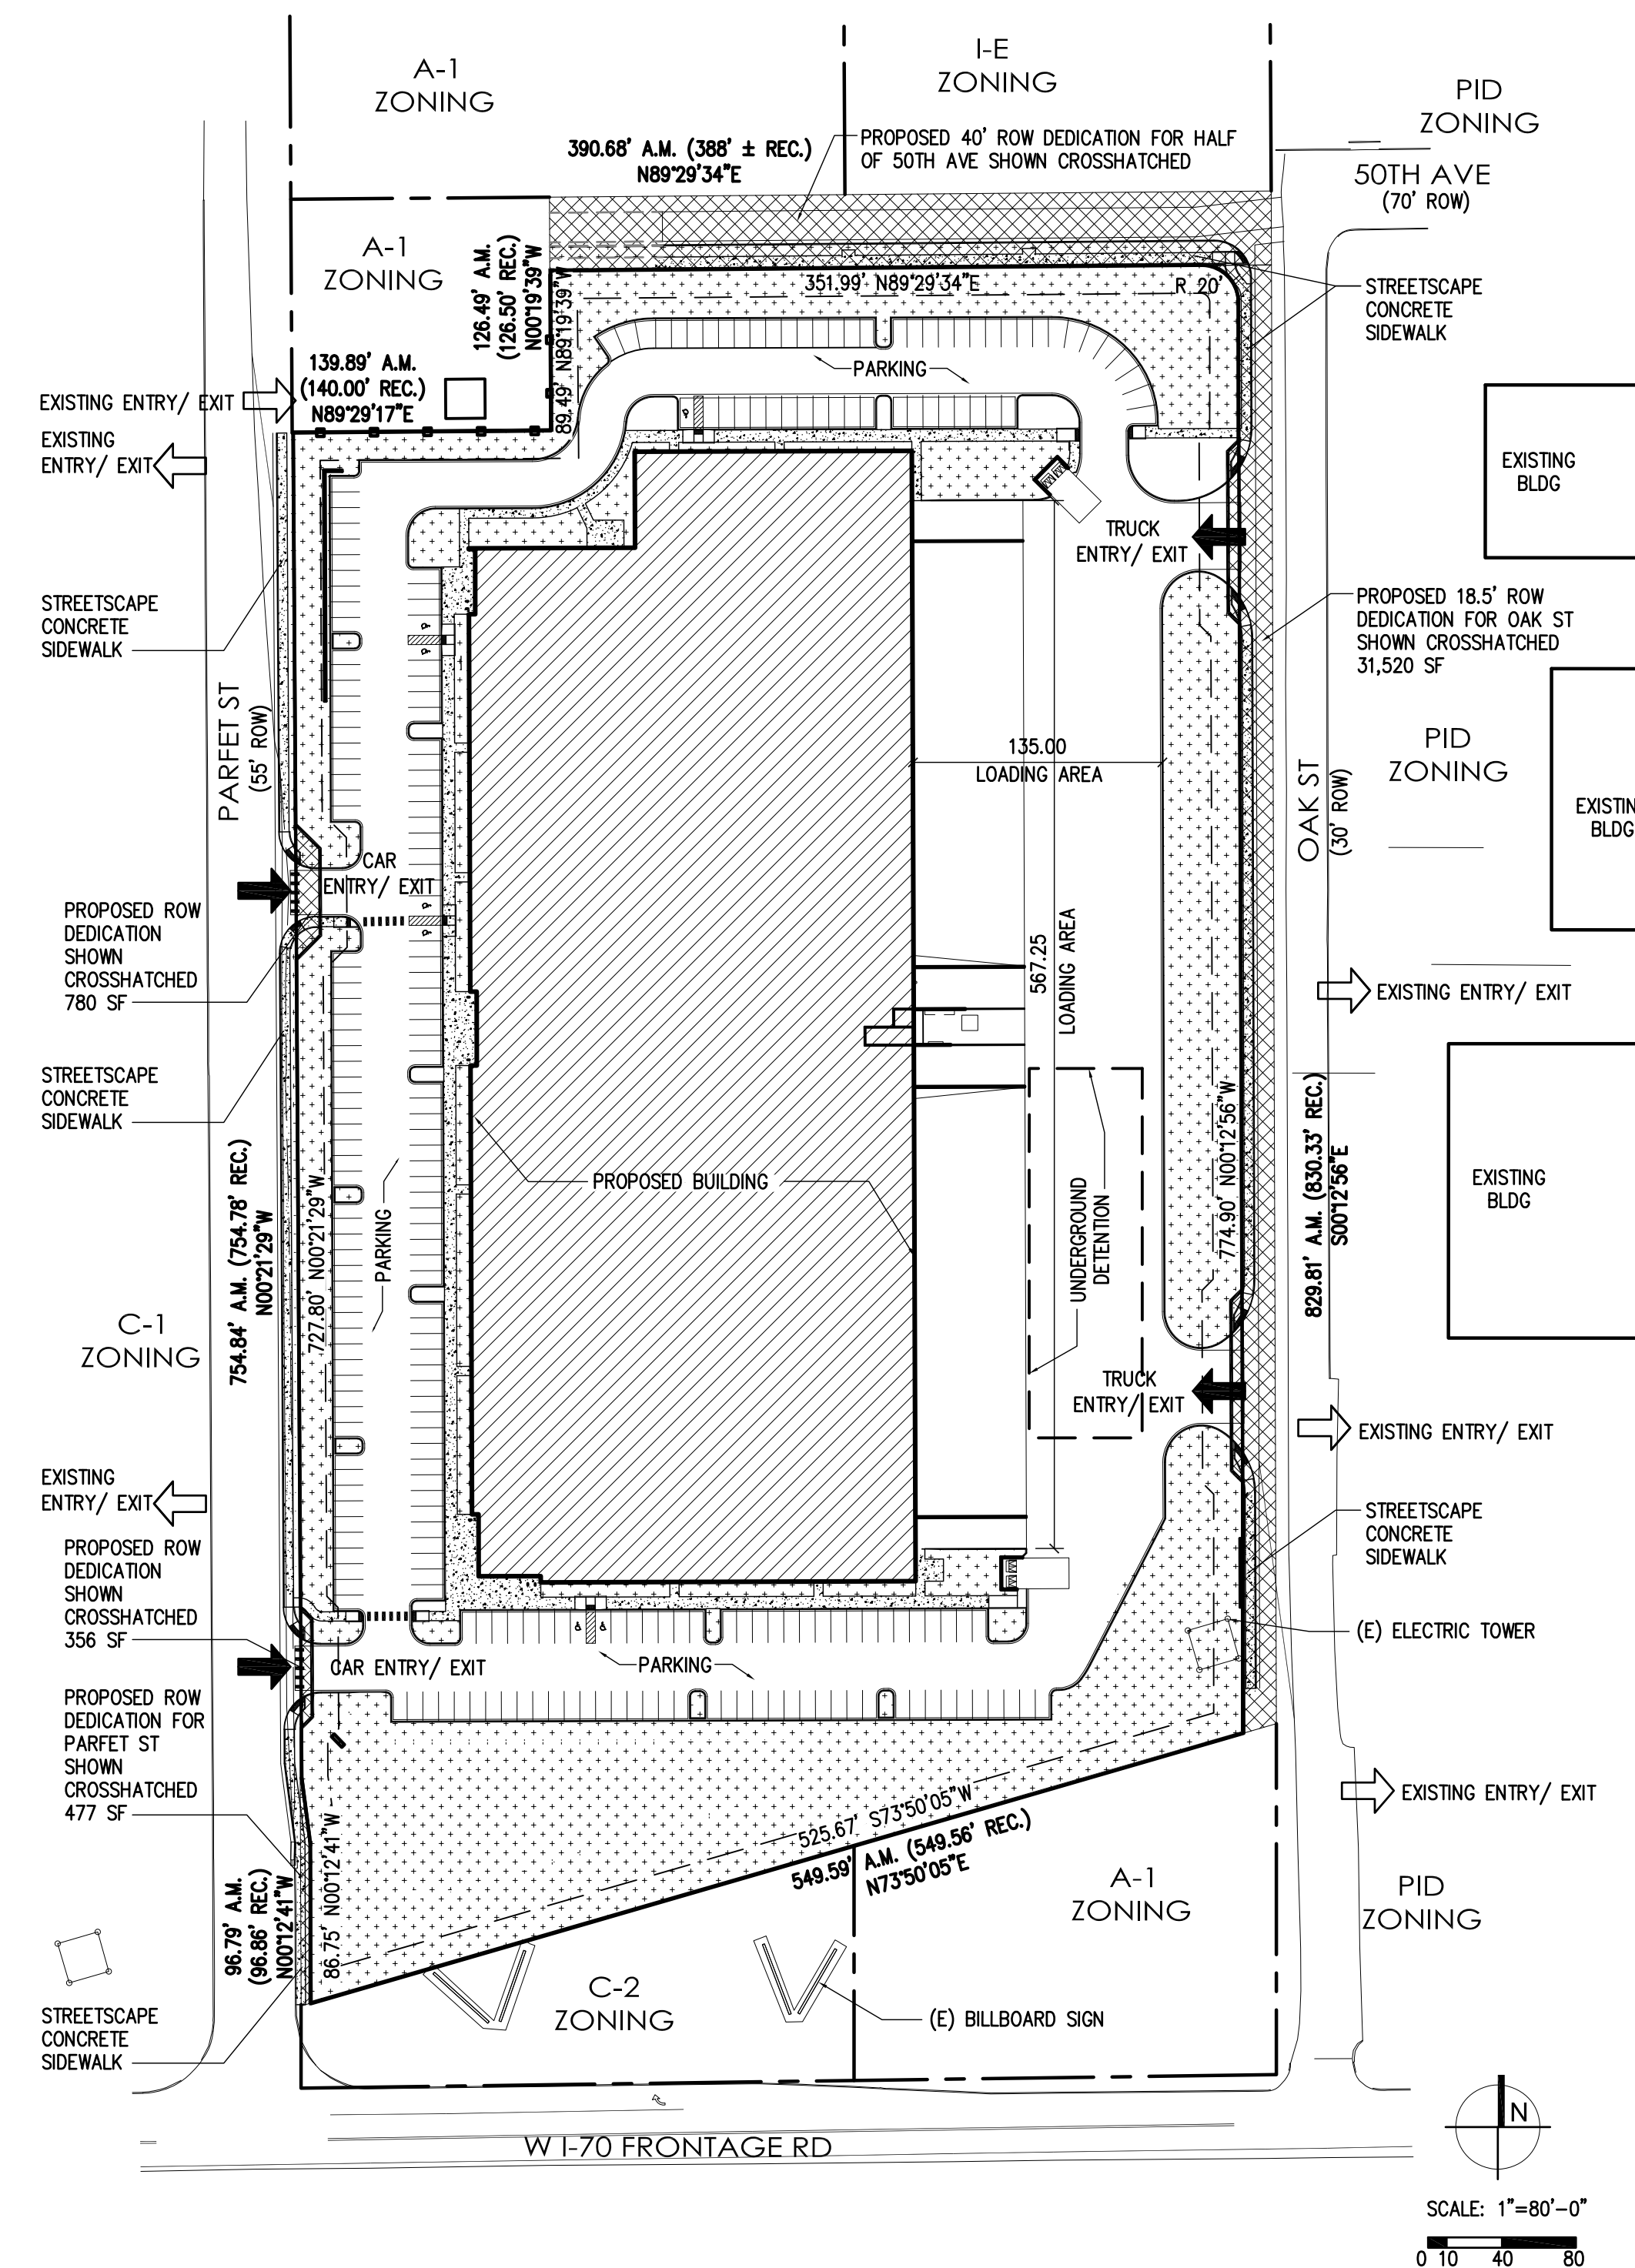 A-1
ZONING
I-E
ZONING
PID
ZONING
390.68' A.M. (388' ± REC.)
N89°29'34"E
PROPOSED 40' ROW DEDICATION FOR HALF
OF 50TH AVE SHOWN CROSSHATCHED
50TH AVE
(70' ROW)
A-1
ZONING
126.49' A.M.
(126.50' REC.)
N00°19'39"W
89.49' N89°19'39"W
351.99' N89°29'34"E
R 20'
STREETSCAPE
CONCRETE
SIDEWALK
139.89' A.M.
(140.00' REC.)
N89°29'17"E
PARKING
EXISTING ENTRY/ EXIT
EXISTING
ENTRY/ EXIT
EXISTING
BLDG
TRUCK
ENTRY/ EXIT
STREETSCAPE
CONCRETE
SIDEWALK
PROPOSED 18.5' ROW
DEDICATION FOR OAK ST
SHOWN CROSSHATCHED
31,520 SF
PARFET ST
(55' ROW)
135.00
LOADING AREA
PID
ZONING
OAK ST
(30' ROW)
EXISTIN
BLDG
CAR
ENTRY/ EXIT
PROPOSED ROW
DEDICATION
SHOWN
CROSSHATCHED
780 SF
567.25
LOADING AREA
EXISTING ENTRY/ EXIT
STREETSCAPE
CONCRETE
SIDEWALK
754.84' A.M. (754.78' REC.)
N00°21'29"W
727.80' N00°21'29"W
PARKING
PROPOSED BUILDING
UNDERGROUND
DETENTION
774.90' N00°12'56"W
829.81' A.M. (830.33' REC.)
S00°12'56"E
EXISTING
BLDG
C-1
ZONING
TRUCK
ENTRY/ EXIT
EXISTING ENTRY/ EXIT
EXISTING
ENTRY/ EXIT
STREETSCAPE
CONCRETE
SIDEWALK
PROPOSED ROW
DEDICATION
SHOWN
CROSSHATCHED
356 SF
(E) ELECTRIC TOWER
CAR ENTRY/ EXIT
PARKING
PROPOSED ROW
DEDICATION FOR
PARFET ST
SHOWN
CROSSHATCHED
477 SF
EXISTING ENTRY/ EXIT
525.67' S73°50'05"W
549.59' A.M. (549.56' REC.)
N73°50'05"E
96.79' A.M.
(96.86' REC.)
N00°12'41"W
86.75' N00°12'41"W
A-1
ZONING
PID
ZONING
C-2
ZONING
(E) BILLBOARD SIGN
STREETSCAPE
CONCRETE
SIDEWALK
W I-70 FRONTAGE RD
N
SCALE: 1"=80'-0"
0 10 40 80